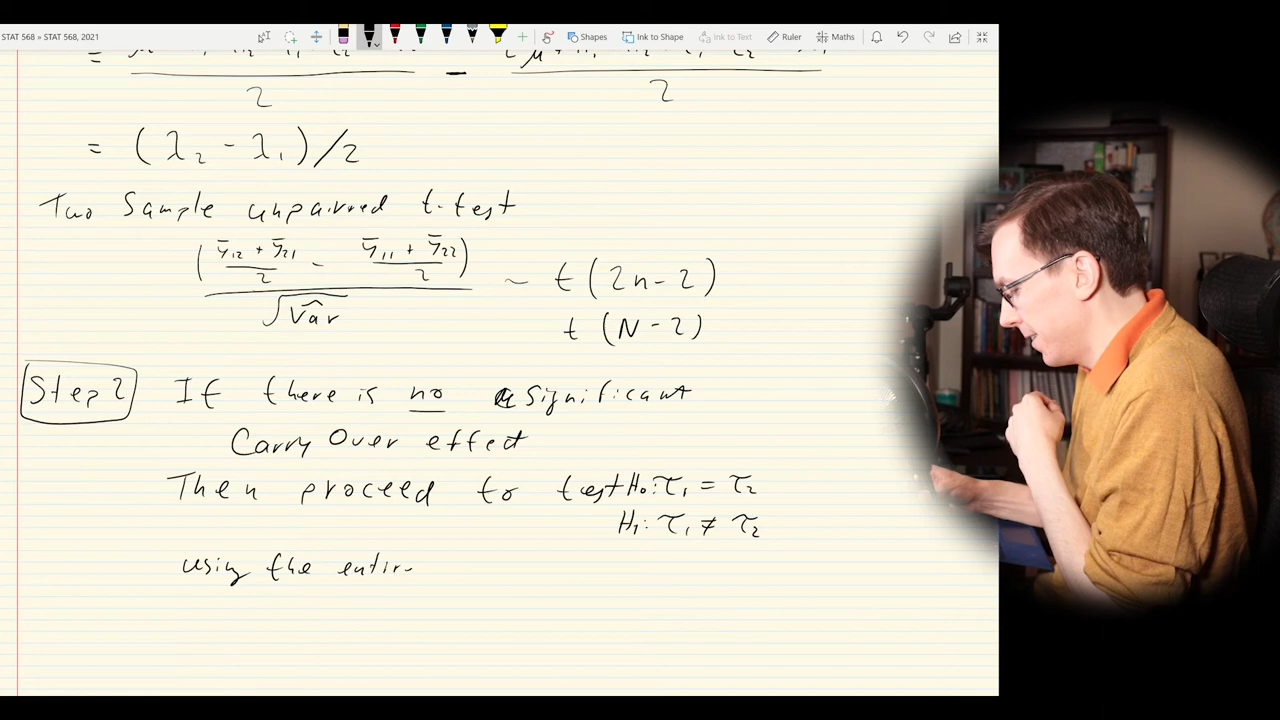 STAT 568 » STAT 568, 2021
Shapes Ink to Shape Ink to Text Ruler Maths
2 2
= (λ₂ - λ₁)/2
Two Sample unpairred t-test
(ȳ₁₂ + ȳ₂₁ / 2 - ȳ₁₁ + ȳ₂₂ / 2) / √Var̂ ~ t(2n-2)
t(N-2)
Step 2 If there is no significant
Carry Over effect
Then proceed to test H₀: τ₁ = τ₂
H₁: τ₁ ≠ τ₂
using the entir